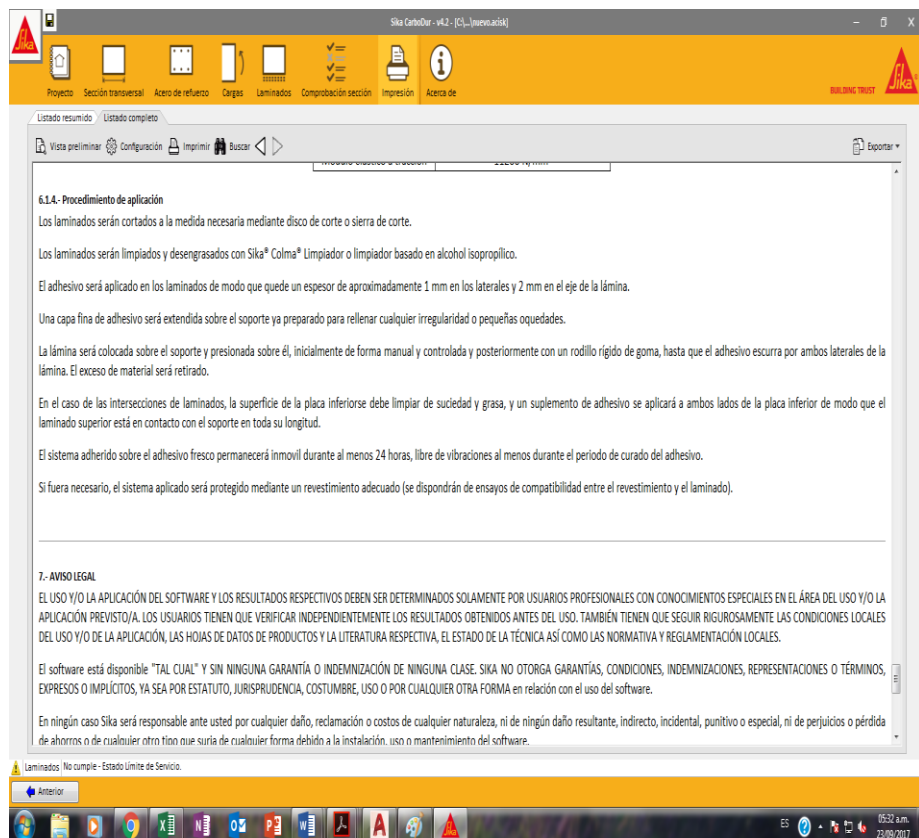 Sika CarboDur - v4.2 - [C:\...\nuevo.acisk]
Sika
Proyecto Sección transversal Acero de refuerzo Cargas Laminados Comprobación sección Impresión Acerca de
BUILDING TRUST Sika
Listado resumido Listado completo
Vista preliminar Configuración Imprimir Buscar Exportar
6.1.4.- Procedimiento de aplicación
Los laminados serán cortados a la medida necesaria mediante disco de corte o sierra de corte.
Los laminados serán limpiados y desengrasados con Sika® Colma® Limpiador o limpiador basado en alcohol isopropílico.
El adhesivo será aplicado en los laminados de modo que quede un espesor de aproximadamente 1 mm en los laterales y 2 mm en el eje de la lámina.
Una capa fina de adhesivo será extendida sobre el soporte ya preparado para rellenar cualquier irregularidad o pequeñas oquedades.
La lámina será colocada sobre el soporte y presionada sobre él, inicialmente de forma manual y controlada y posteriormente con un rodillo rígido de goma, hasta que el adhesivo escurra por ambos laterales de la
lámina. El exceso de material será retirado.
En el caso de las intersecciones de laminados, la superficie de la placa inferiorse debe limpiar de suciedad y grasa, y un suplemento de adhesivo se aplicará a ambos lados de la placa inferior de modo que el
laminado superior está en contacto con el soporte en toda su longitud.
El sistema adherido sobre el adhesivo fresco permanecerá inmovil durante al menos 24 horas, libre de vibraciones al menos durante el periodo de curado del adhesivo.
Si fuera necesario, el sistema aplicado será protegido mediante un revestimiento adecuado (se dispondrán de ensayos de compatibilidad entre el revestimiento y el laminado).
7.- AVISO LEGAL
EL USO Y/O LA APLICACIÓN DEL SOFTWARE Y LOS RESULTADOS RESPECTIVOS DEBEN SER DETERMINADOS SOLAMENTE POR USUARIOS PROFESIONALES CON CONOCIMIENTOS ESPECIALES EN EL ÁREA DEL USO Y/O LA
APLICACIÓN PREVISTO/A. LOS USUARIOS TIENEN QUE VERIFICAR INDEPENDIENTEMENTE LOS RESULTADOS OBTENIDOS ANTES DEL USO. TAMBIÉN TIENEN QUE SEGUIR RIGUROSAMENTE LAS CONDICIONES LOCALES
DEL USO Y/O DE LA APLICACIÓN, LAS HOJAS DE DATOS DE PRODUCTOS Y LA LITERATURA RESPECTIVA, EL ESTADO DE LA TÉCNICA ASÍ COMO LAS NORMATIVA Y REGLAMENTACIÓN LOCALES.
El software está disponible "TAL CUAL" Y SIN NINGUNA GARANTÍA O INDEMNIZACIÓN DE NINGUNA CLASE. SIKA NO OTORGA GARANTÍAS, CONDICIONES, INDEMNIZACIONES, REPRESENTACIONES O TÉRMINOS,
EXPRESOS O IMPLÍCITOS, YA SEA POR ESTATUTO, JURISPRUDENCIA, COSTUMBRE, USO O POR CUALQUIER OTRA FORMA en relación con el uso del software.
En ningún caso Sika será responsable ante usted por cualquier daño, reclamación o costos de cualquier naturaleza, ni de ningún daño resultante, indirecto, incidental, punitivo o especial, ni de perjuicios o pérdida
de ahorros o de cualquier otro tipo que surja de cualquier forma debido a la instalación, uso o mantenimiento del software.
Laminados No cumple - Estado Límite de Servicio.
Anterior
ES 05:32 a.m.